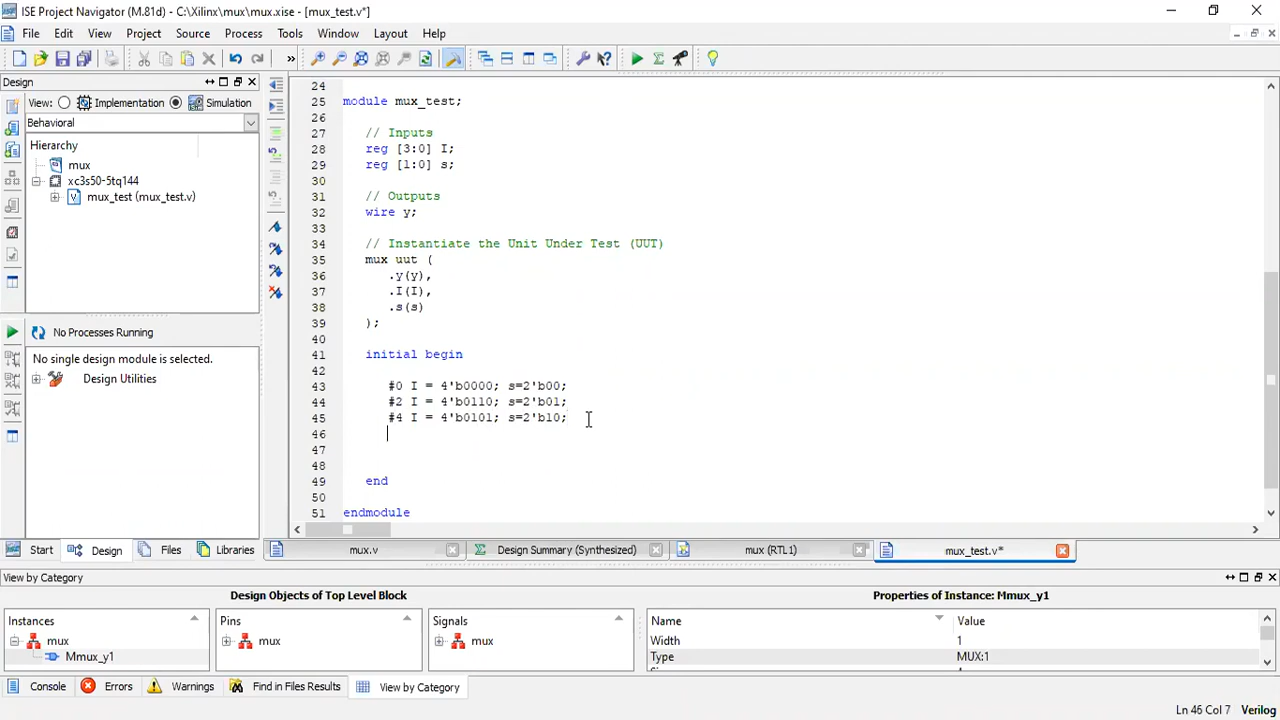 ISE Project Navigator (M.81d) - C:\Xilinx\mux\mux.xise - [mux_test.v*]
File Edit View Project Source Process Tools Window Layout Help
Design
View: Implementation Simulation
Behavioral
Hierarchy
mux
xc3s50-5tq144
mux_test (mux_test.v)
No Processes Running
No single design module is selected.
Design Utilities
24
25 module mux_test;
26
27 // Inputs
28 reg [3:0] I;
29 reg [1:0] s;
30
31 // Outputs
32 wire y;
33
34 // Instantiate the Unit Under Test (UUT)
35 mux uut (
36 .y(y),
37 .I(I),
38 .s(s)
39 );
40
41 initial begin
42
43 #0 I = 4'b0000; s=2'b00;
44 #2 I = 4'b0110; s=2'b01;
45 #4 I = 4'b0101; s=2'b10;
46
47
48
49 end
50
51 endmodule
Start Design Files Libraries
mux.v Design Summary (Synthesized) mux (RTL1) mux_test.v*
View by Category
Design Objects of Top Level Block
Properties of Instance: Mmux_y1
Instances Pins Signals Name Value
mux mux mux Width 1
Mmux_y1 Type MUX:1
Console Errors Warnings Find in Files Results View by Category
Ln 46 Col 7 Verilog